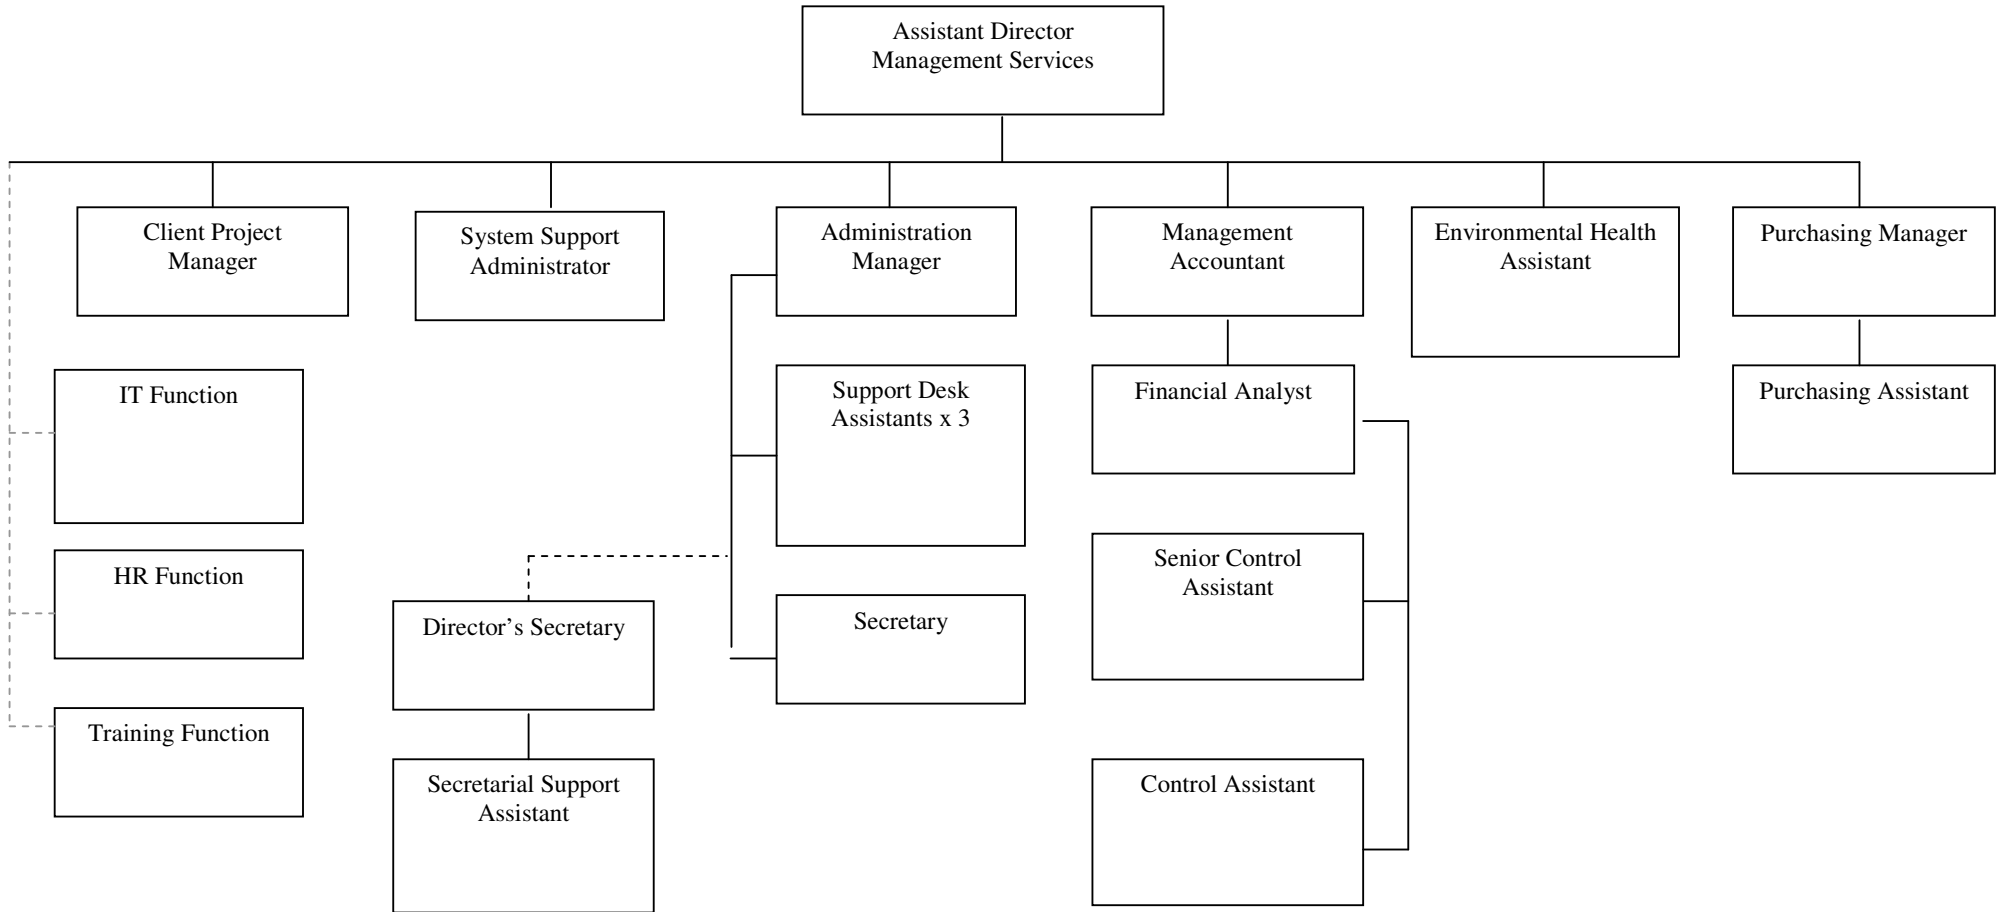 Assistant Director
Management Services
Client Project
Manager
System Support
Administrator
Administration
Manager
Management
Accountant
Environmental Health
Assistant
Purchasing Manager
IT Function
Support Desk
Assistants x 3
Financial Analyst
Purchasing Assistant
HR Function
Senior Control
Assistant
Director’s Secretary
Secretary
Training Function
Secretarial Support
Assistant
Control Assistant